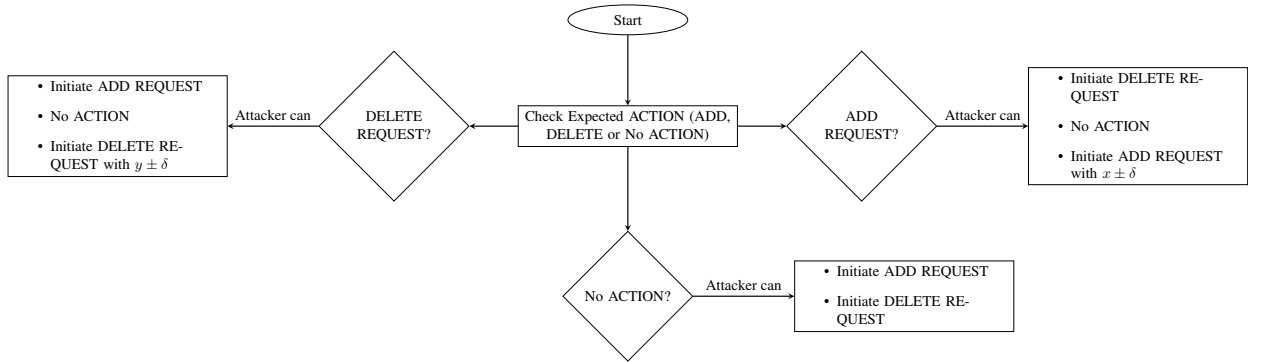 Start
• Initiate ADD REQUEST
• No ACTION
• Initiate DELETE RE-
QUEST with y ± δ
Attacker can
DELETE
REQUEST?
Check Expected ACTION (ADD,
DELETE or No ACTION)
ADD
REQUEST?
Attacker can
• Initiate DELETE RE-
QUEST
• No ACTION
• Initiate ADD REQUEST
with x ± δ
No ACTION?
Attacker can
• Initiate ADD REQUEST
• Initiate DELETE RE-
QUEST